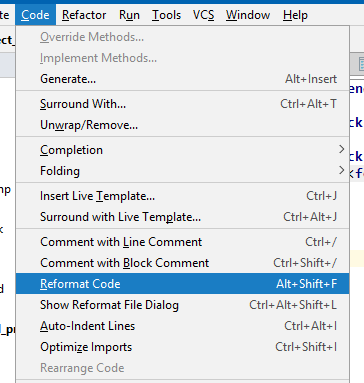 te Code Refactor Run Tools VCS Window Help
ect_ Override Methods...
Implement Methods...
Generate... Alt+Insert
Surround With... Ctrl+Alt+T
Unwrap/Remove...
Completion
Folding
Insert Live Template... Ctrl+J
Surround with Live Template... Ctrl+Alt+J
Comment with Line Comment Ctrl+/
Comment with Block Comment Ctrl+Shift+/
Reformat Code Alt+Shift+F
Show Reformat File Dialog Ctrl+Alt+Shift+L
Auto-Indent Lines Ctrl+Alt+I
Optimize Imports Ctrl+Shift+I
Rearrange Code